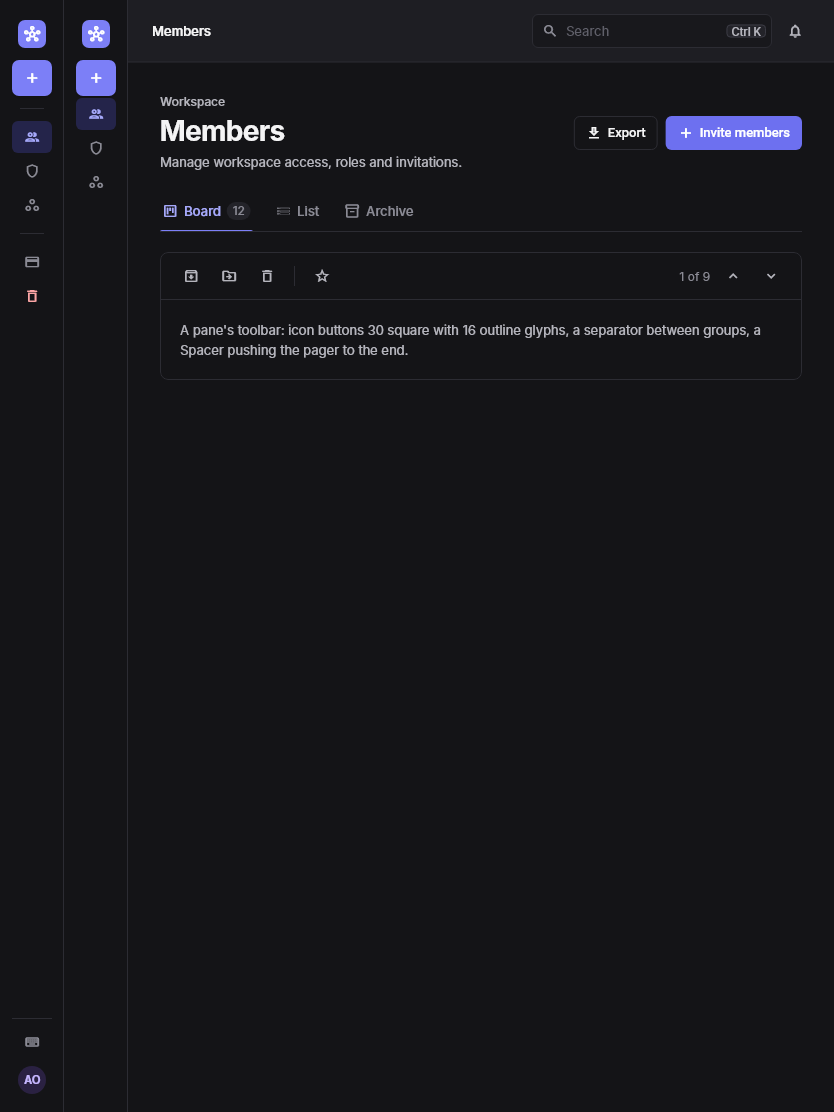 Members
Search
Ctrl K
Workspace
Members
Manage workspace access, roles and invitations.
Export
Invite members
Board 12
List
Archive
1 of 9
A pane's toolbar: icon buttons 30 square with 16 outline glyphs, a separator between groups, a
Spacer pushing the pager to the end.
AO